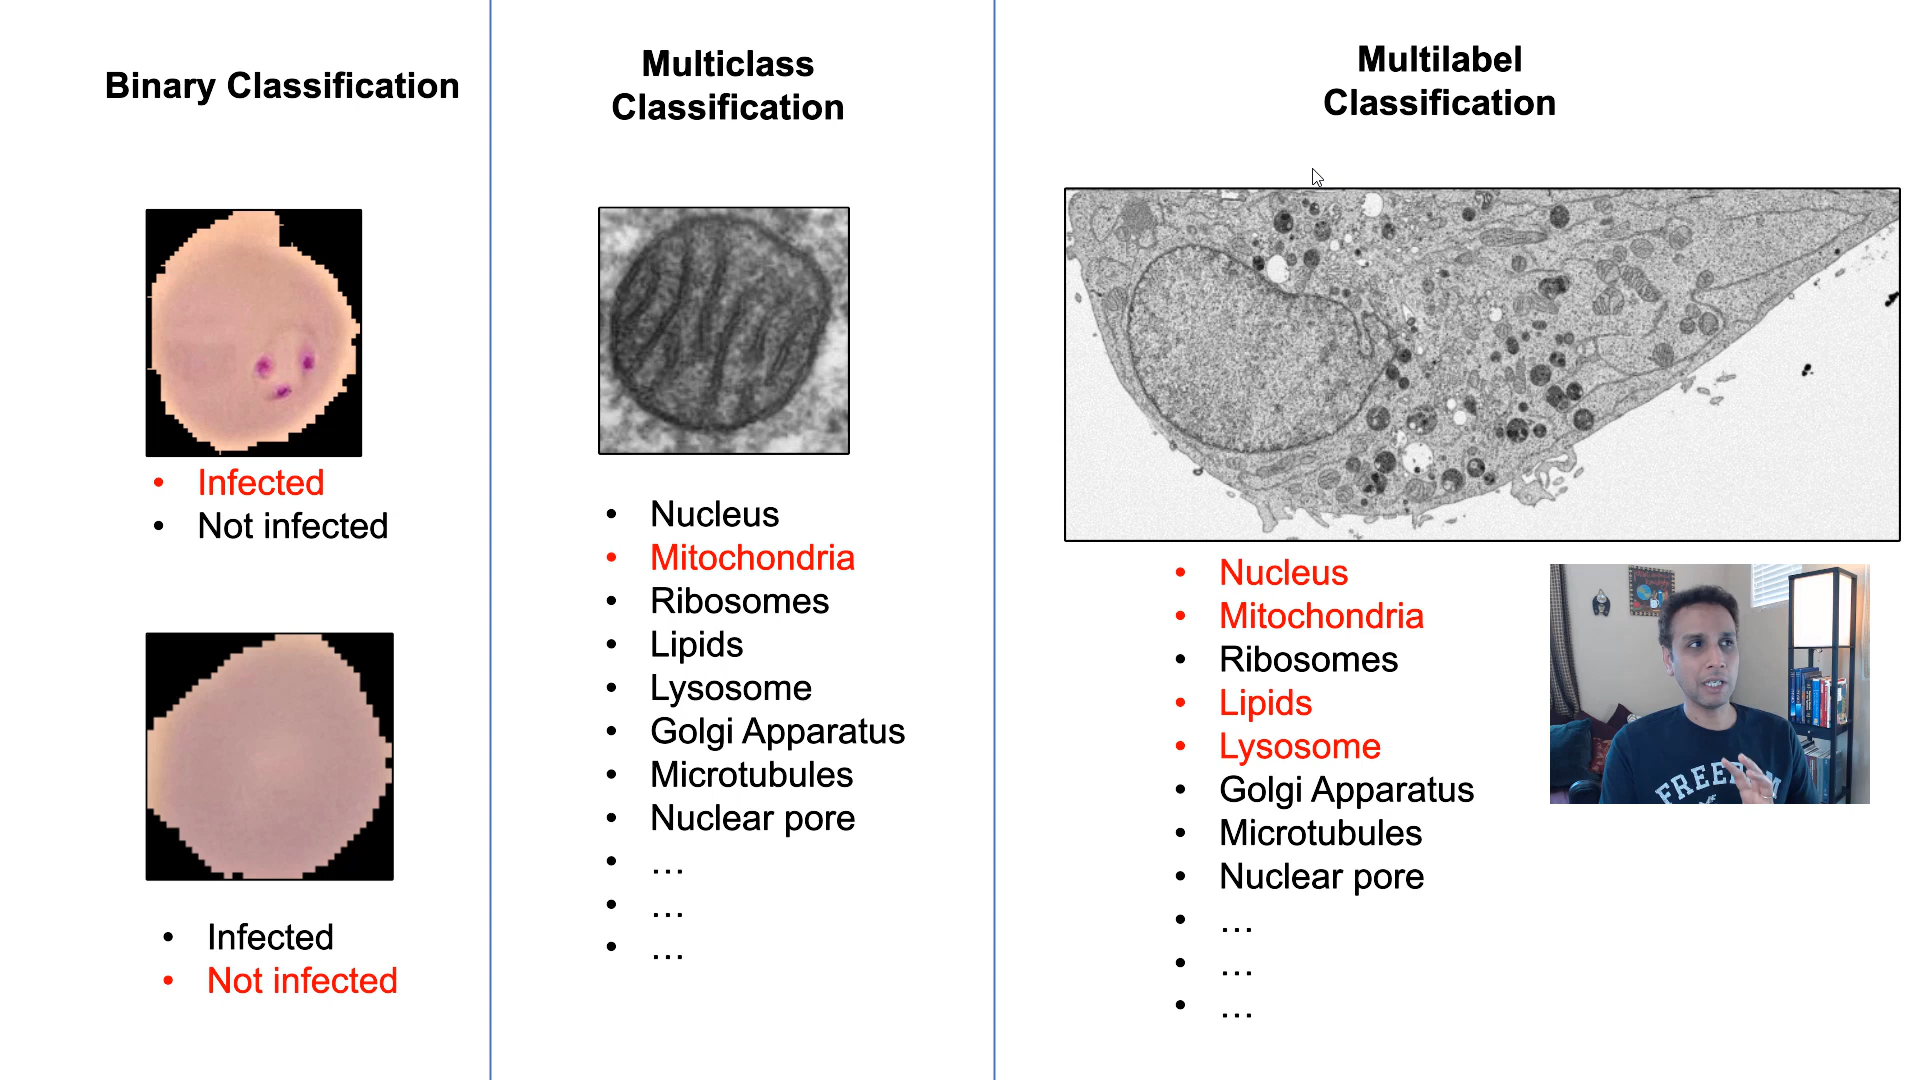 Binary Classification
• Infected
• Not infected
• Infected
• Not infected
Multiclass
Classification
• Nucleus
• Mitochondria
• Ribosomes
• Lipids
• Lysosome
• Golgi Apparatus
• Microtubules
• Nuclear pore
• …
• …
• …
Multilabel
Classification
• Nucleus
• Mitochondria
• Ribosomes
• Lipids
• Lysosome
• Golgi Apparatus
• Microtubules
• Nuclear pore
• …
• …
• …